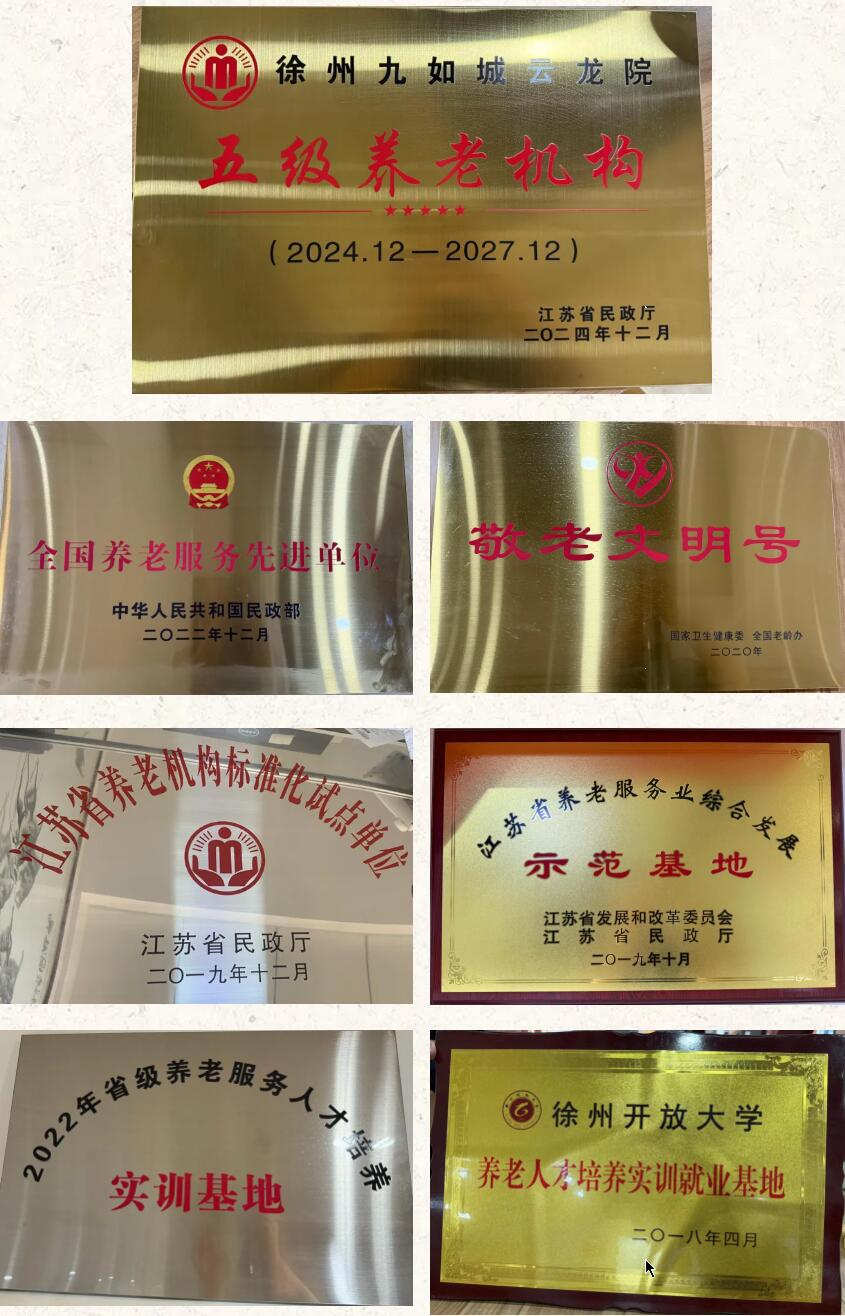 徐州九如城云龙院
五级养老机构
★★★★★
(2024.12—2027.12)
江苏省民政厅
二〇二四年十二月
全国养老服务先进单位
中华人民共和国民政部
二〇二二年十二月
敬老文明号
国家卫生健康委 全国老龄办
二〇二〇年
江苏省养老机构标准化试点单位
江苏省民政厅
二〇一九年十二月
江苏省养老服务业综合发展
示范基地
江苏省发展和改革委员会
江苏省民政厅
二〇一九年十月
2022年省级养老服务人才培养
实训基地
徐州开放大学
养老人才培养实训就业基地
二〇一八年四月